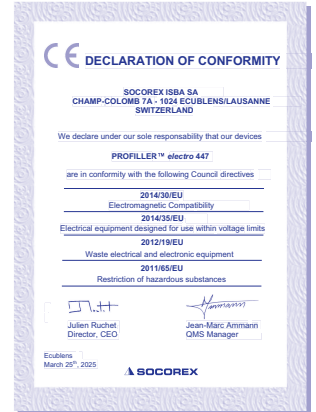 CE DECLARATION OF CONFORMITY
SOCOREX ISBA SA
CHAMP-COLOMB 7A - 1024 ECUBLENS/LAUSANNE
SWITZERLAND
We declare under our sole responsability that our devices
PROFILLER™ electro 447
are in conformity with the following Council directives
2014/30/EU
Electromagnetic Compatibility
2014/35/EU
Electrical equipment designed for use within voltage limits
2012/19/EU
Waste electrical and electronic equipment
2011/65/EU
Restriction of hazardous substances
Julien Ruchet
Director, CEO
Jean-Marc Ammann
QMS Manager
Ecublens
March 25th, 2025
SOCOREX